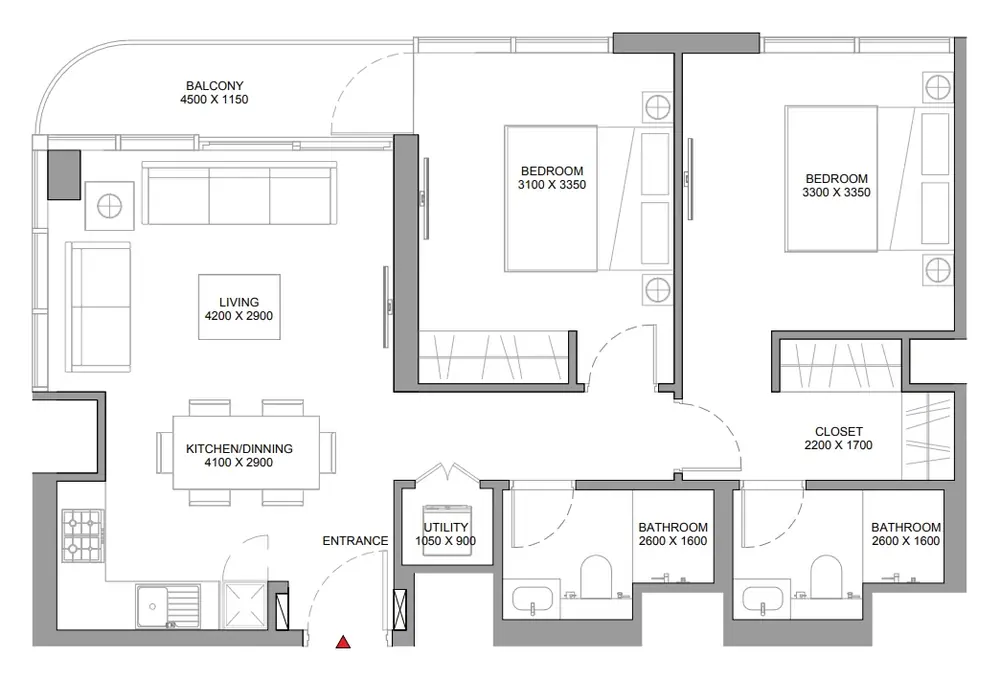 BALCONY
4500 X 1150
BEDROOM
3100 X 3350
BEDROOM
3300 X 3350
LIVING
4200 X 2900
KITCHEN/DINNING
4100 X 2900
CLOSET
2200 X 1700
ENTRANCE
UTILITY
1050 X 900
BATHROOM
2600 X 1600
BATHROOM
2600 X 1600